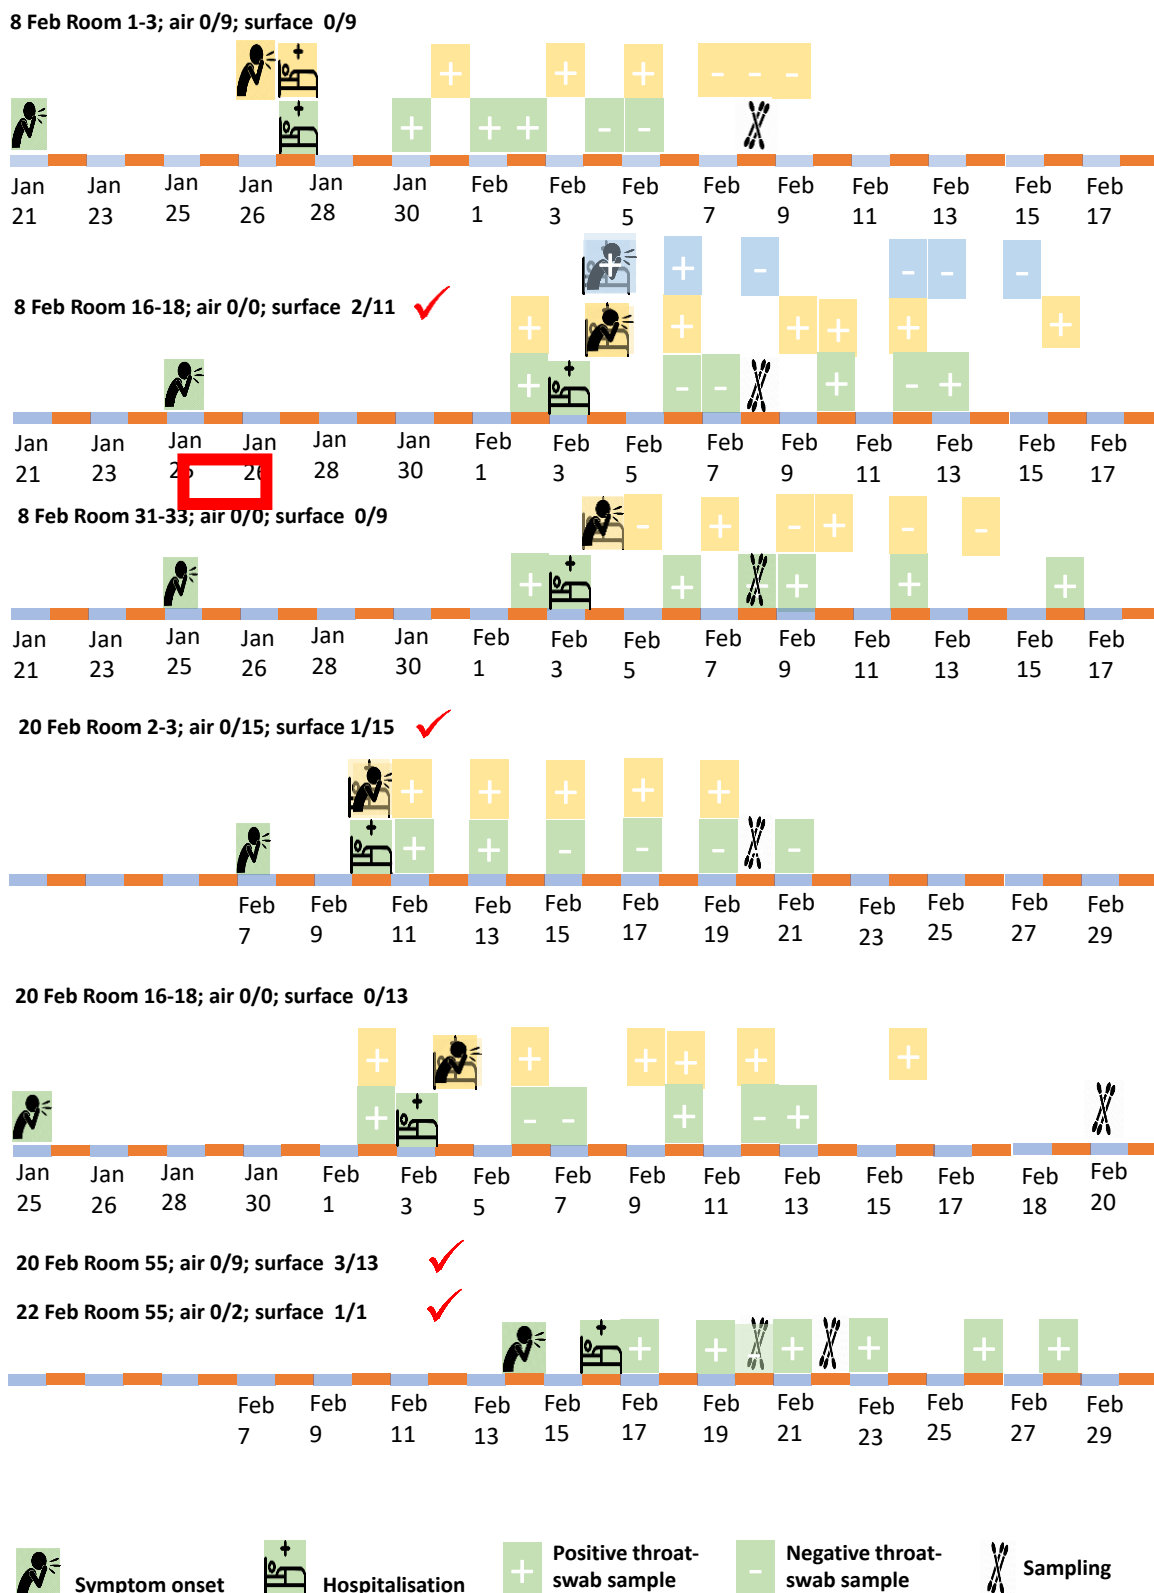 8 Feb Room 1-3; air 0/9; surface 0/9
+ + + - - -
+ + + - -
Jan Jan Jan Jan Jan Jan Feb Feb Feb Feb Feb Feb Feb Feb Feb
21 23 25 26 28 30 1 3 5 7 9 11 13 15 17
+ + - - - -
8 Feb Room 16-18; air 0/0; surface 2/11
+ + + + + +
+ - - + - +
Jan Jan Jan Jan Jan Jan Feb Feb Feb Feb Feb Feb Feb Feb Feb
21 23 25 26 28 30 1 3 5 7 9 11 13 15 17
8 Feb Room 31-33; air 0/0; surface 0/9
- + - + - -
+ + + + +
Jan Jan Jan Jan Jan Jan Feb Feb Feb Feb Feb Feb Feb Feb Feb
21 23 25 26 28 30 1 3 5 7 9 11 13 15 17
20 Feb Room 2-3; air 0/15; surface 1/15
+ + + + +
+ + - - - -
Feb Feb Feb Feb Feb Feb Feb Feb Feb Feb Feb Feb
7 9 11 13 15 17 19 21 23 25 27 29
20 Feb Room 16-18; air 0/0; surface 0/13
+ + + + + +
+ - - + - +
Jan Jan Jan Jan Feb Feb Feb Feb Feb Feb Feb Feb Feb Feb Feb
25 26 28 30 1 3 5 7 9 11 13 15 17 18 20
20 Feb Room 55; air 0/9; surface 3/13
22 Feb Room 55; air 0/2; surface 1/1
+ + + + + +
Feb Feb Feb Feb Feb Feb Feb Feb Feb Feb Feb Feb
7 9 11 13 15 17 19 21 23 25 27 29
Symptom onset
Hospitalisation
+ Positive throat-
swab sample
- Negative throat-
swab sample
Sampling